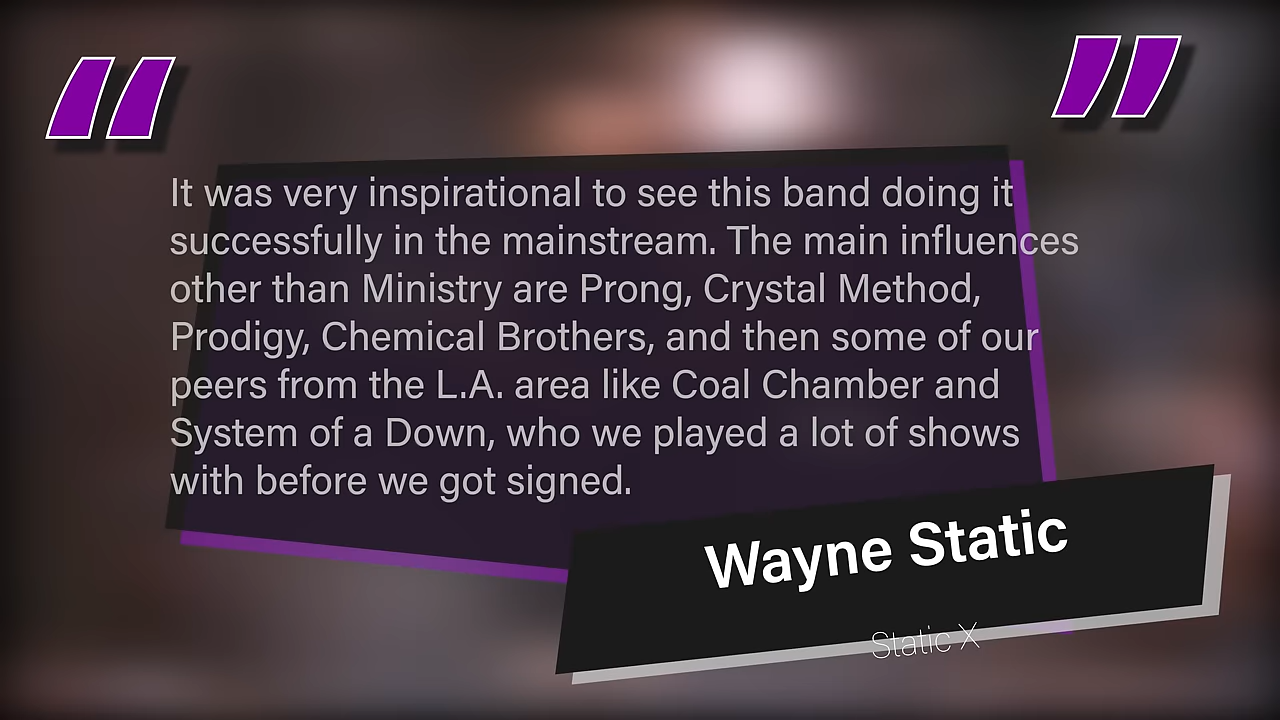 It was very inspirational to see this band doing it
successfully in the mainstream. The main influences
other than Ministry are Prong, Crystal Method,
Prodigy, Chemical Brothers, and then some of our
peers from the L.A. area like Coal Chamber and
System of a Down, who we played a lot of shows
with before we got signed.
Wayne Static
Static X